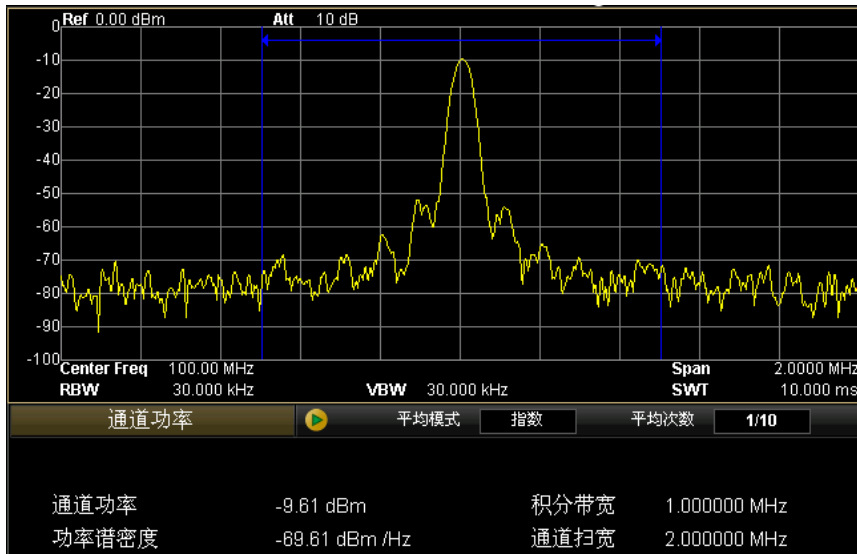 Ref 0.00 dBm Att 10 dB
0
-10
-20
-30
-40
-50
-60
-70
-80
-90
-100
Center Freq 100.00 MHz Span 2.0000 MHz
RBW 30.000 kHz VBW 30.000 kHz SWT 10.000 ms
通道功率 平均模式 指数 平均次数 1/10
通道功率 -9.61 dBm 积分带宽 1.000000 MHz
功率谱密度 -69.61 dBm /Hz 通道扫宽 2.000000 MHz